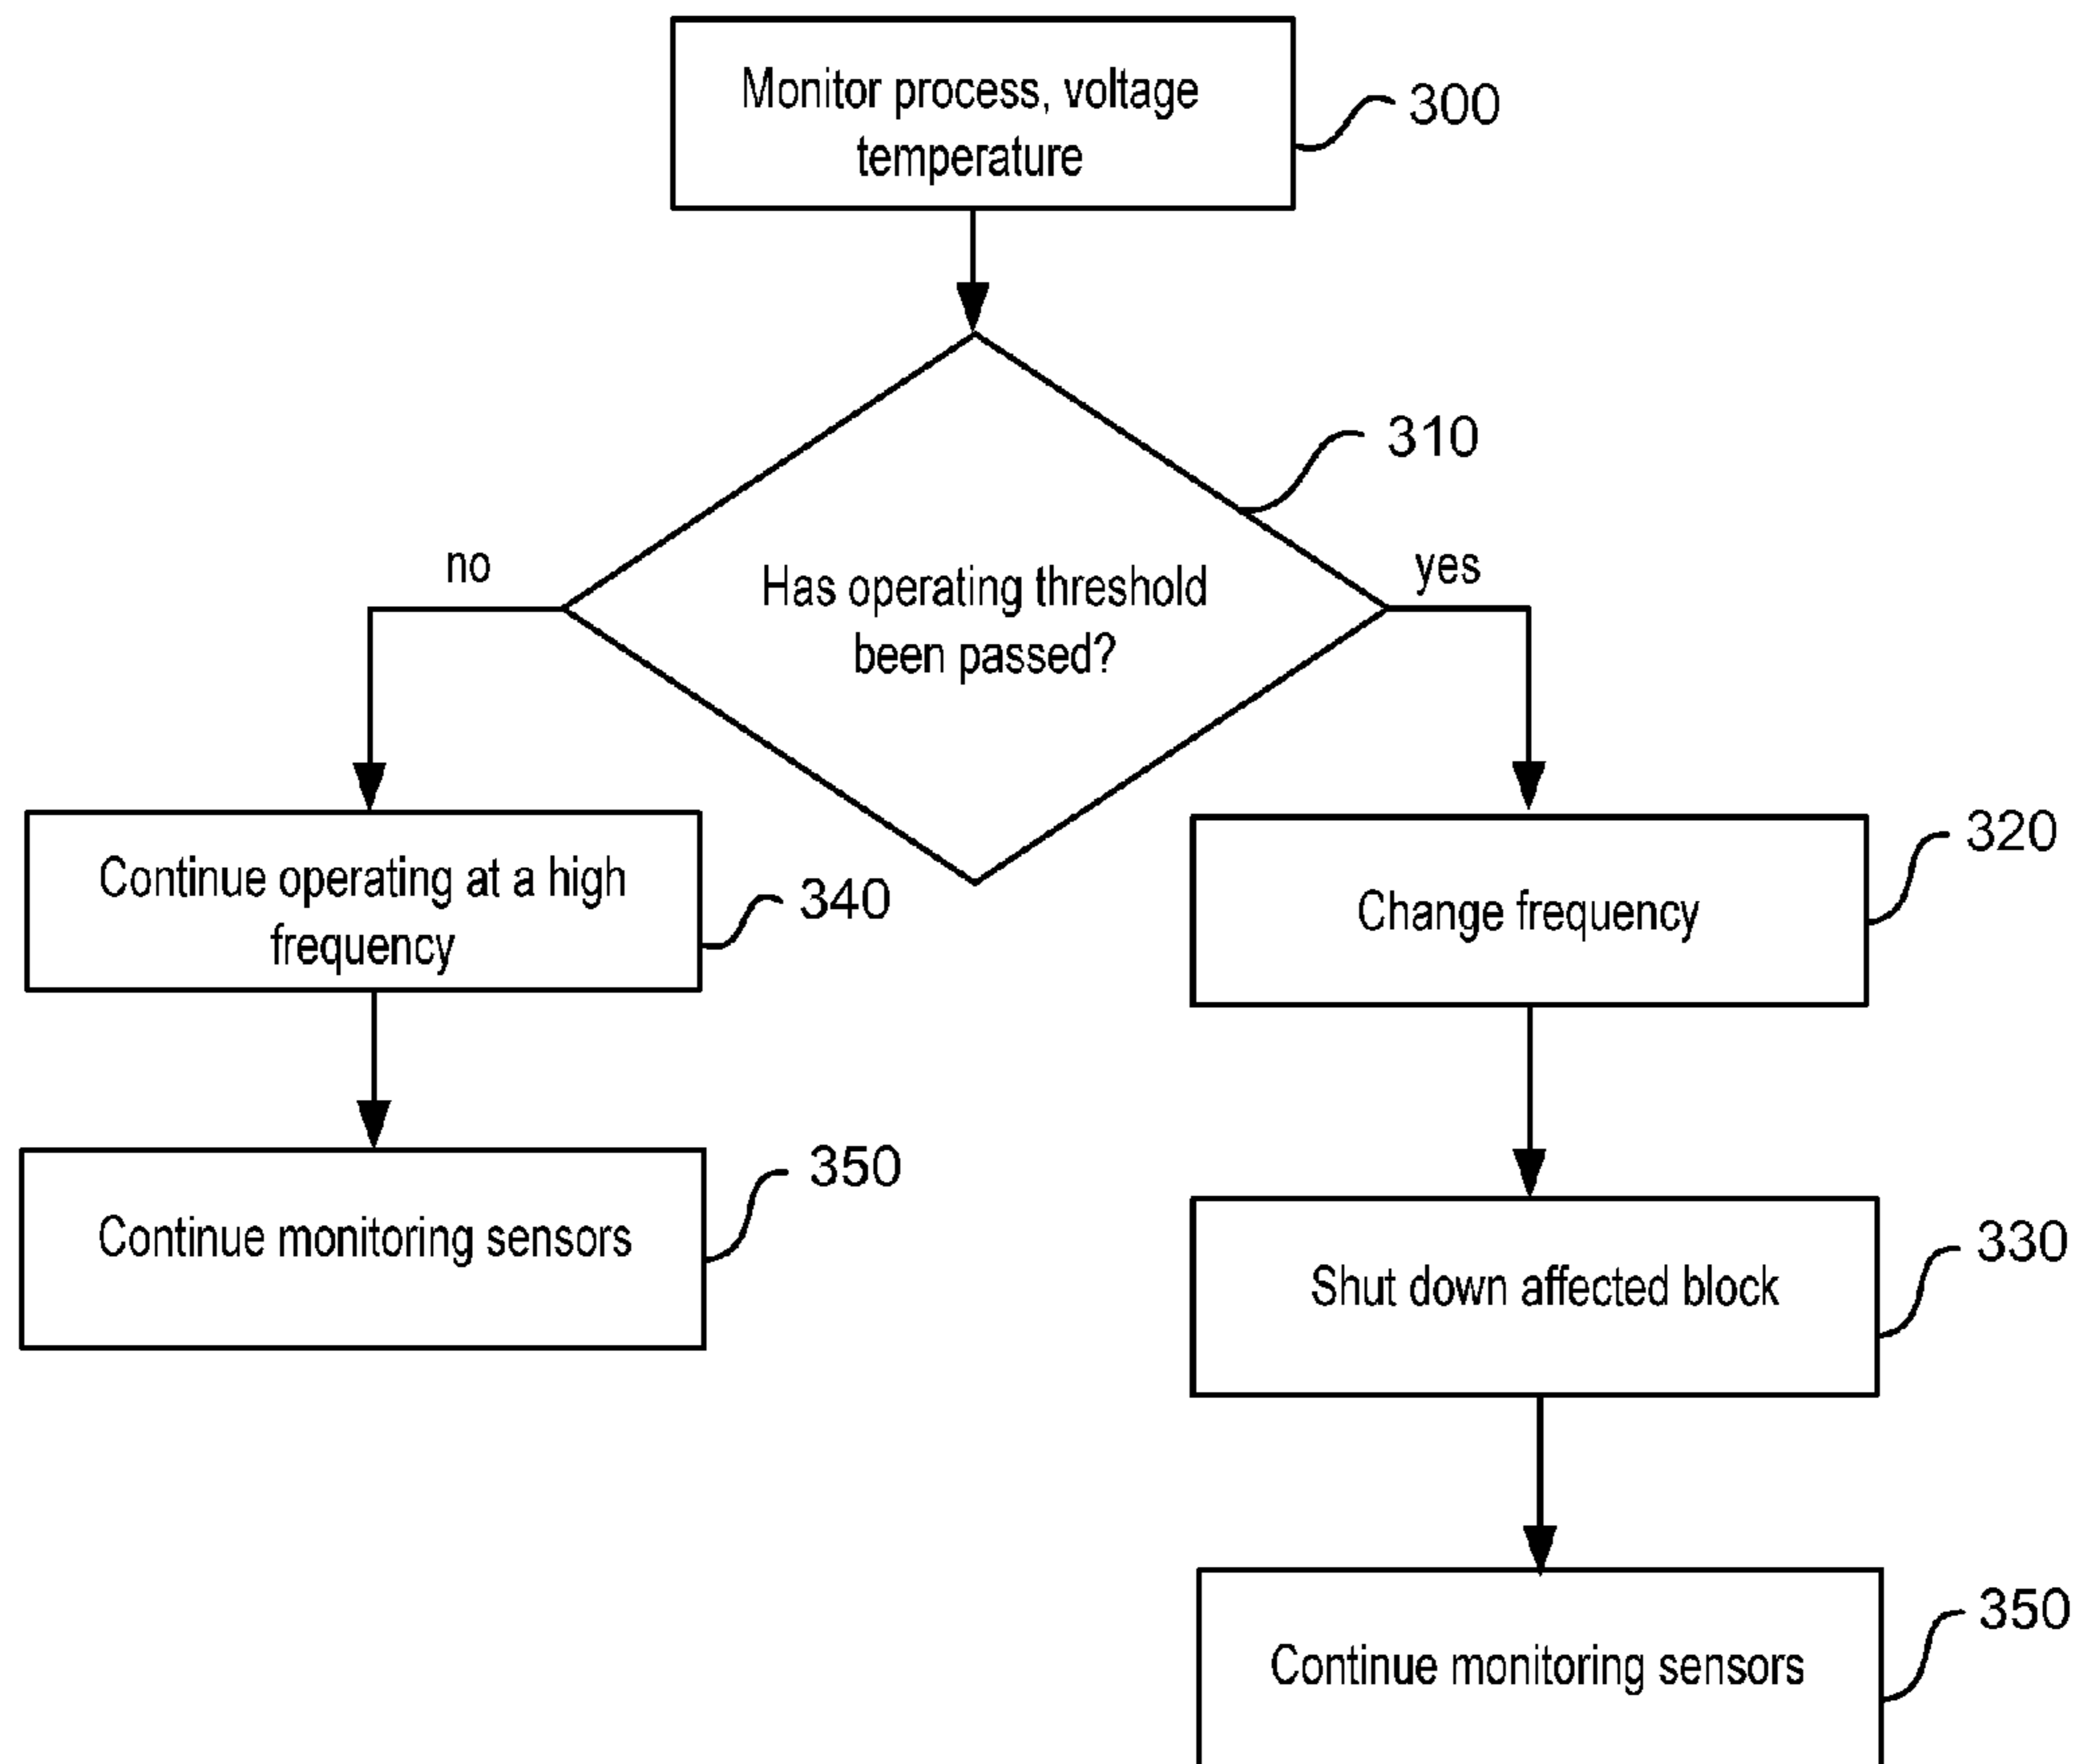 Monitor process, voltage
temperature
300
310
no
yes
Has operating threshold
been passed?
320
Continue operating at a high
frequency
340
Change frequency
350
Continue monitoring sensors
330
Shut down affected block
350
Continue monitoring sensors